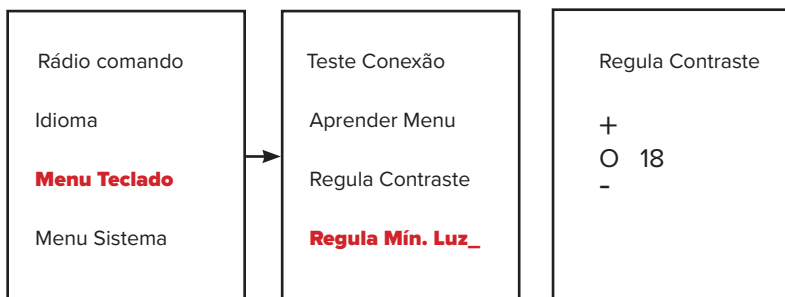 Rádio comando
Idioma
Menu Teclado
Menu Sistema
Teste Conexão
Aprender Menu
Regula Contraste
Regula Mín. Luz_
Regula Contraste
+
O 18
-